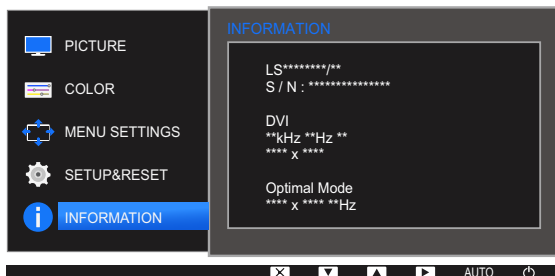 PICTURE
COLOR
MENU SETTINGS
SETUP&RESET
INFORMATION
INFORMATION
LS********/**
S / N : ***************
DVI
**kHz **Hz **
**** x ****
Optimal Mode
**** x **** **Hz
AUTO